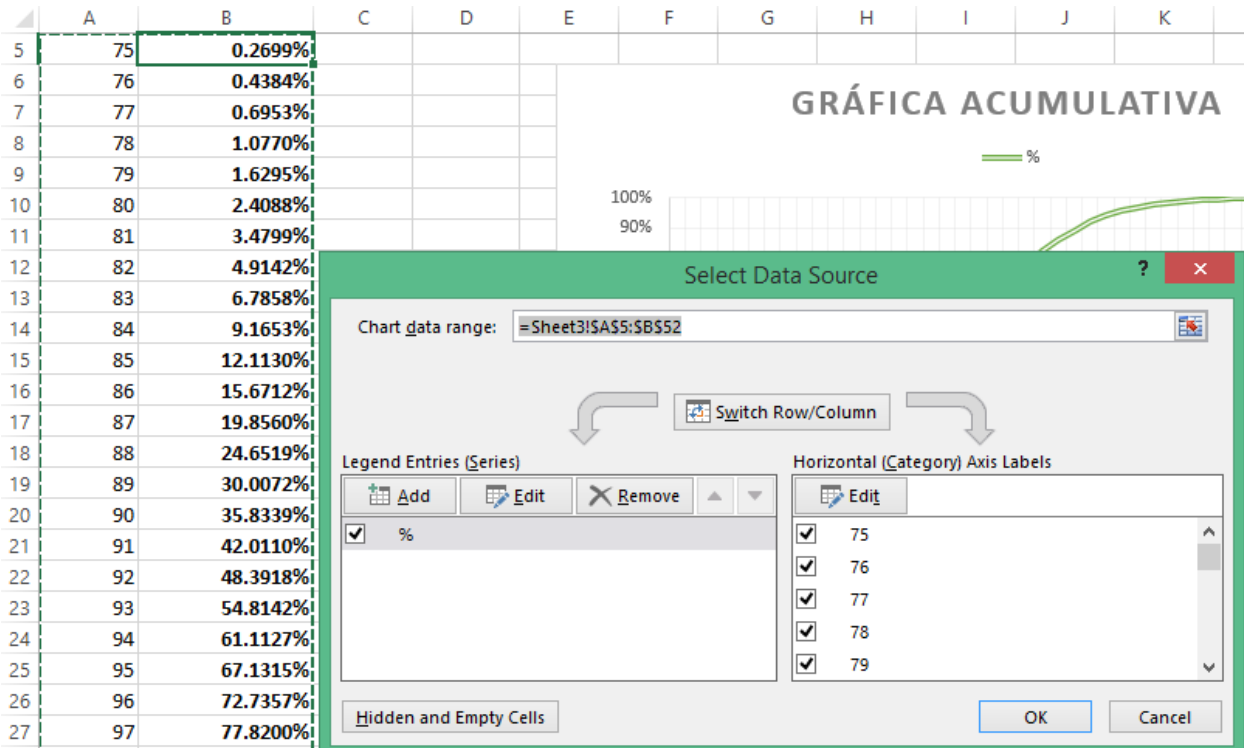 A B C D E F G H I J K
5 75 0.2699%
6 76 0.4384%
7 77 0.6953%
GRÁFICA ACUMULATIVA
8 78 1.0770%
%
9 79 1.6295%
10 80 2.4088%
100%
11 81 3.4799%
90%
12 82 4.9142%
Select Data Source ? ×
13 83 6.7858%
14 84 9.1653%
Chart data range: =Sheet3!$A$5:$B$52
15 85 12.1130%
16 86 15.6712%
17 87 19.8560%
Switch Row/Column
18 88 24.6519%
Legend Entries (Series) Horizontal (Category) Axis Labels
19 89 30.0072%
Add Edit Remove Edit
20 90 35.8339%
% 75
21 91 42.0110%
76
22 92 48.3918%
77
23 93 54.8142%
78
24 94 61.1127%
79
25 95 67.1315%
26 96 72.7357%
Hidden and Empty Cells OK Cancel
27 97 77.8200%